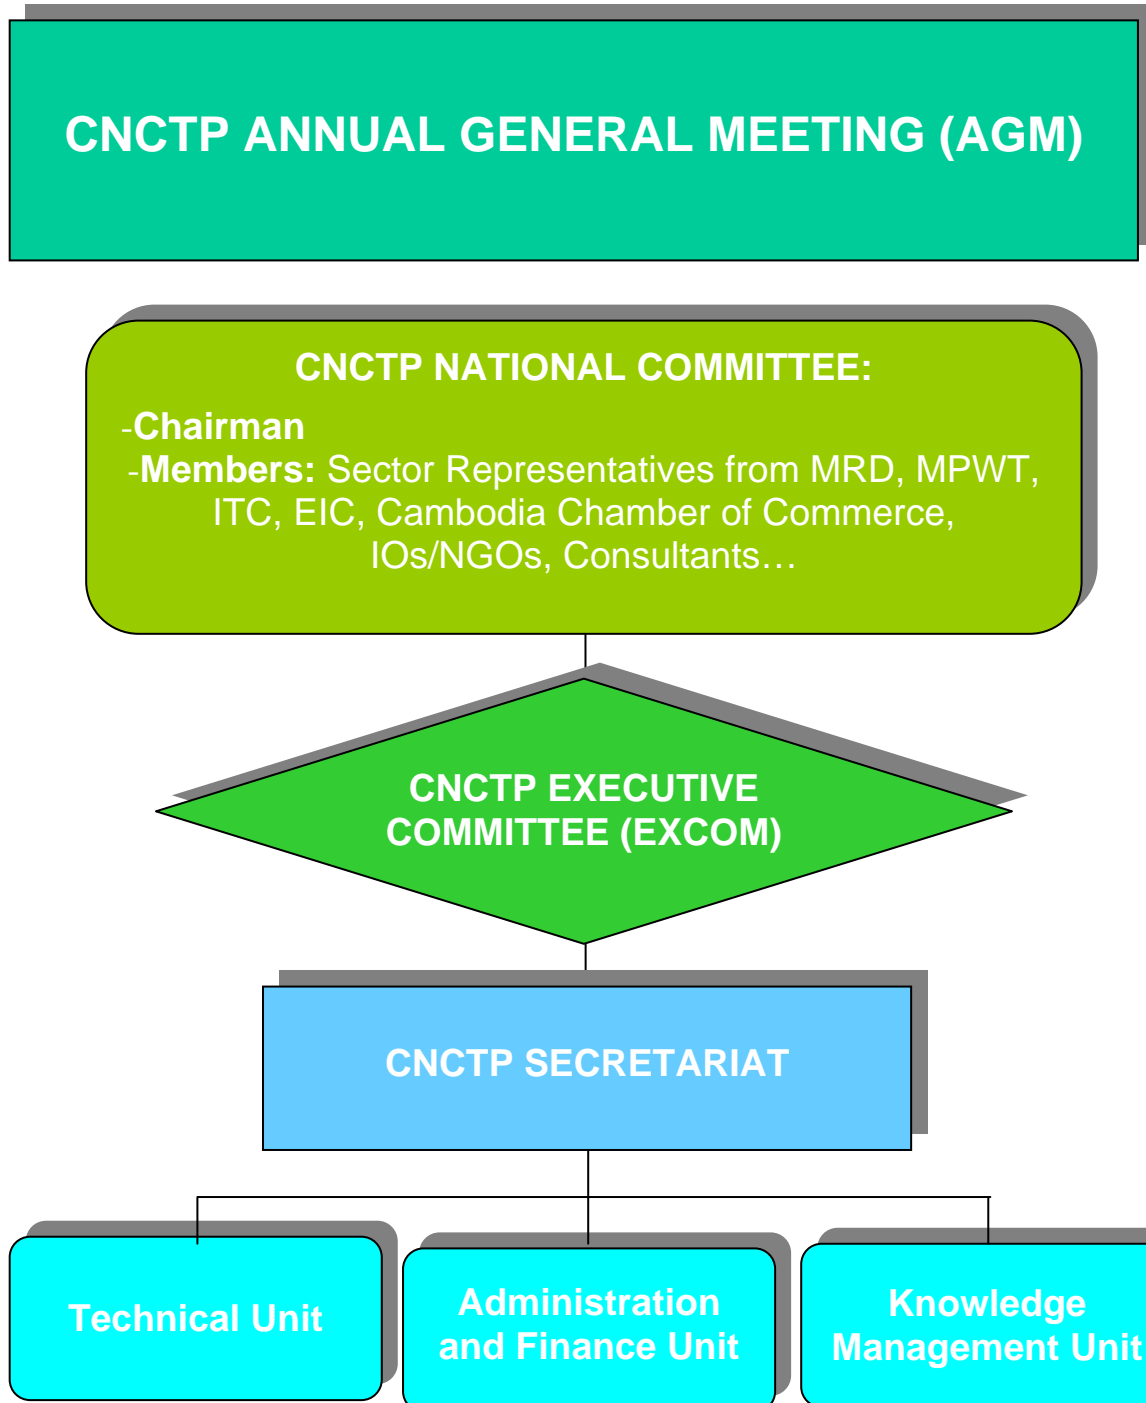 CNCTP ANNUAL GENERAL MEETING (AGM)
CNCTP NATIONAL COMMITTEE:
-Chairman
-Members: Sector Representatives from MRD, MPWT,
ITC, EIC, Cambodia Chamber of Commerce,
IOs/NGOs, Consultants…
CNCTP EXECUTIVE
COMMITTEE (EXCOM)
CNCTP SECRETARIAT
Technical Unit
Administration
and Finance Unit
Knowledge
Management Unit